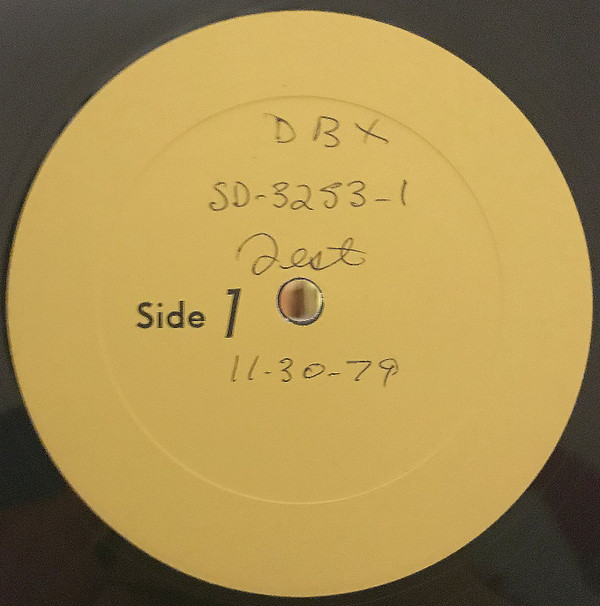 DBX
SD-3253-1
Test
Side 1
11-30-79